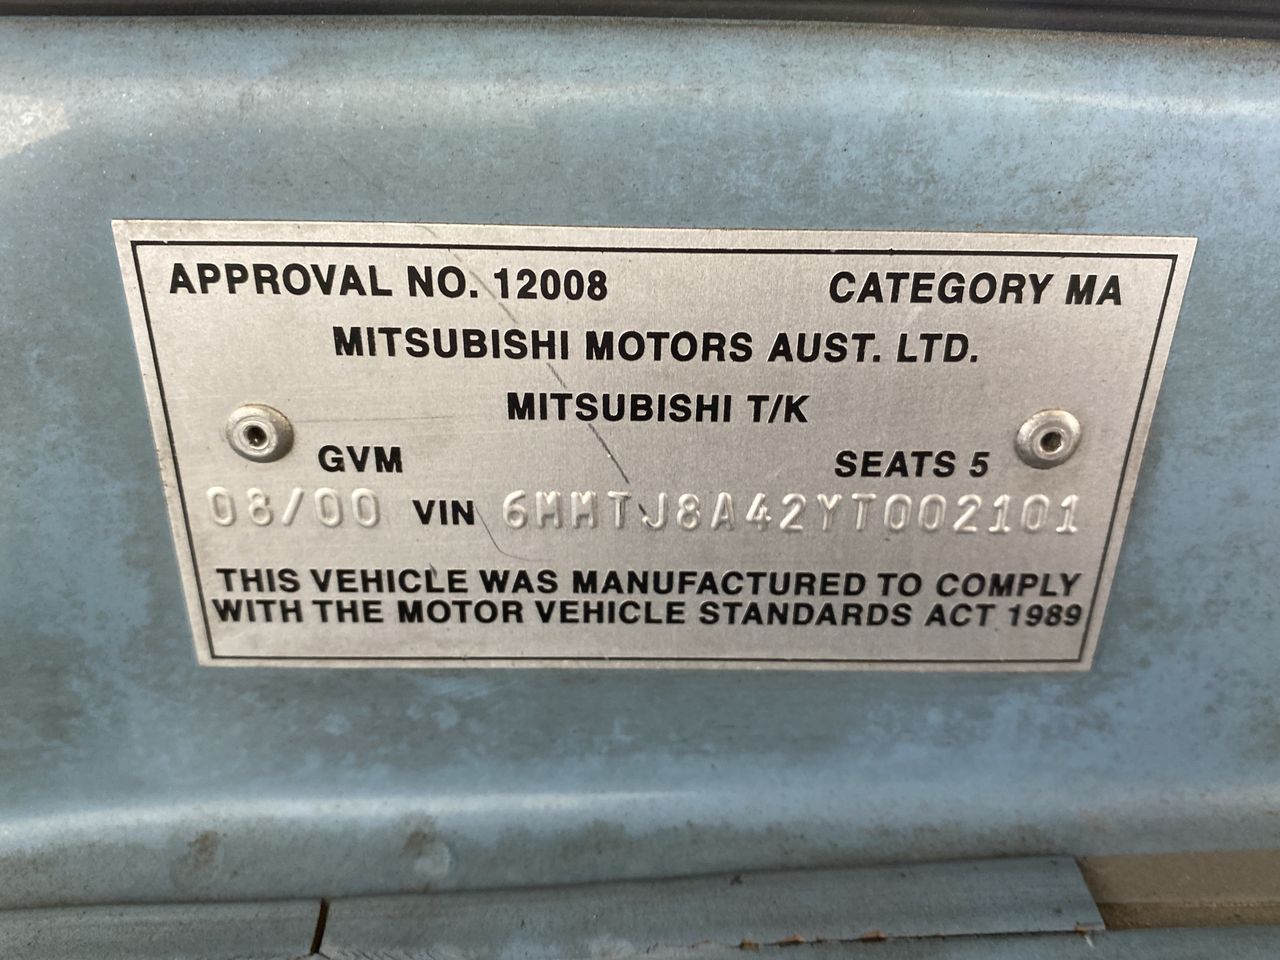 APPROVAL NO. 12008 CATEGORY MA
MITSUBISHI MOTORS AUST. LTD.
MITSUBISHI T/K
GVM SEATS 5
08/00 VIN 6MMTJ8A42YT002101
THIS VEHICLE WAS MANUFACTURED TO COMPLY
WITH THE MOTOR VEHICLE STANDARDS ACT 1989